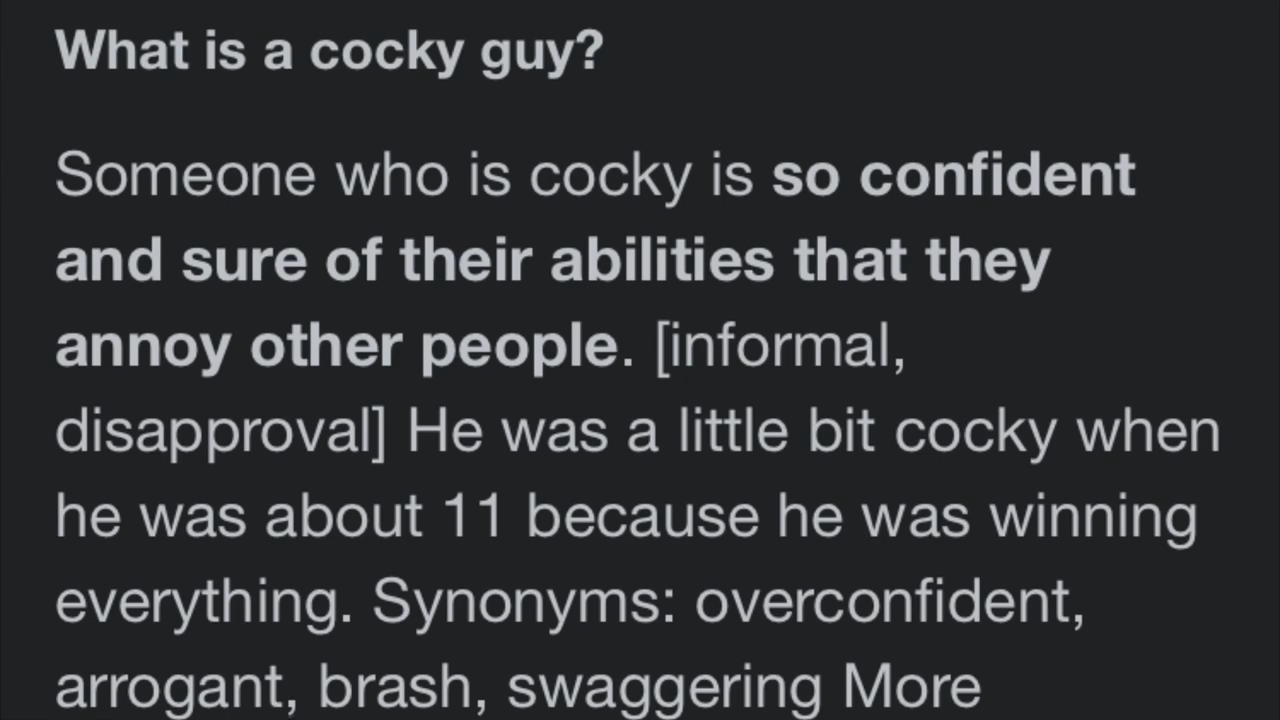 What is a cocky guy?
Someone who is cocky is so confident
and sure of their abilities that they
annoy other people. [informal,
disapproval] He was a little bit cocky when
he was about 11 because he was winning
everything. Synonyms: overconfident,
arrogant, brash, swaggering More